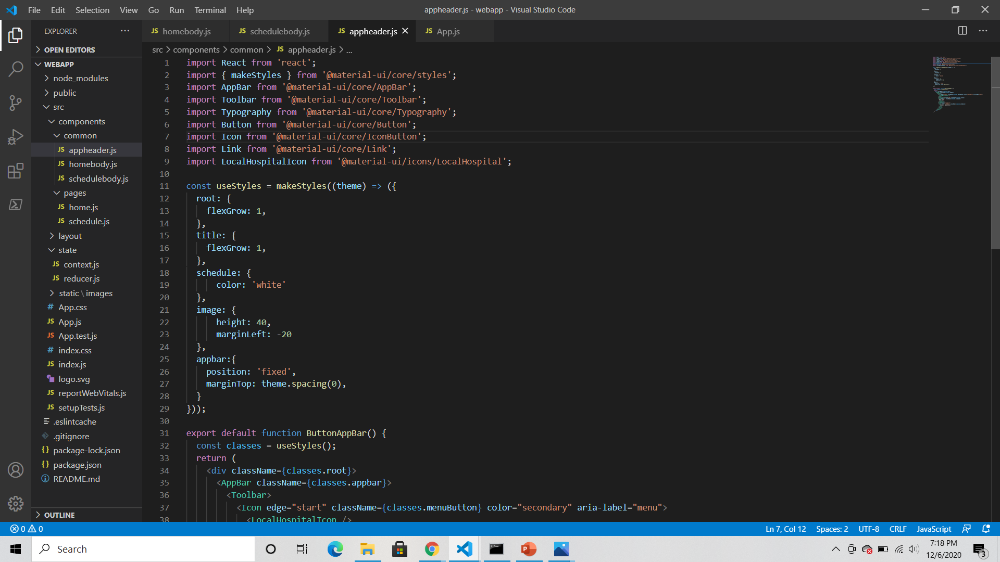 File Edit Selection View Go Run Terminal Help
appheader.js - webapp - Visual Studio Code
EXPLORER
OPEN EDITORS
WEBAPP
node_modules
public
src
components
common
JS appheader.js
JS homebody.js
JS schedulebody.js
pages
JS home.js
JS schedule.js
layout
state
JS context.js
JS reducer.js
static \ images
# App.css
JS App.js
JS App.test.js
# index.css
JS index.js
logo.svg
JS reportWebVitals.js
JS setupTests.js
.eslintcache
.gitignore
{} package-lock.json
{} package.json
README.md
OUTLINE
JS homebody.js JS schedulebody.js JS appheader.js JS App.js
src > components > common > JS appheader.js > ...
1 import React from 'react';
2 import { makeStyles } from '@material-ui/core/styles';
3 import AppBar from '@material-ui/core/AppBar';
4 import Toolbar from '@material-ui/core/Toolbar';
5 import Typography from '@material-ui/core/Typography';
6 import Button from '@material-ui/core/Button';
7 import Icon from '@material-ui/core/IconButton';
8 import Link from '@material-ui/core/Link';
9 import LocalHospitalIcon from '@material-ui/icons/LocalHospital';
10
11 const useStyles = makeStyles((theme) => ({
12 root: {
13 flexGrow: 1,
14 },
15 title: {
16 flexGrow: 1,
17 },
18 schedule: {
19 color: 'white'
20 },
21 image: {
22 height: 40,
23 marginLeft: -20
24 },
25 appbar:{
26 position: 'fixed',
27 marginTop: theme.spacing(0),
28 }
29 }));
30
31 export default function ButtonAppBar() {
32 const classes = useStyles();
33 return (
34 <div className={classes.root}>
35 <AppBar className={classes.appbar}>
36 <Toolbar>
37 <Icon edge="start" className={classes.menuButton} color="secondary" aria-label="menu">
38 <LocalHospitalIcon />
0 0
Ln 7, Col 12 Spaces: 2 UTF-8 CRLF JavaScript
Search
7:18 PM
12/6/2020
3